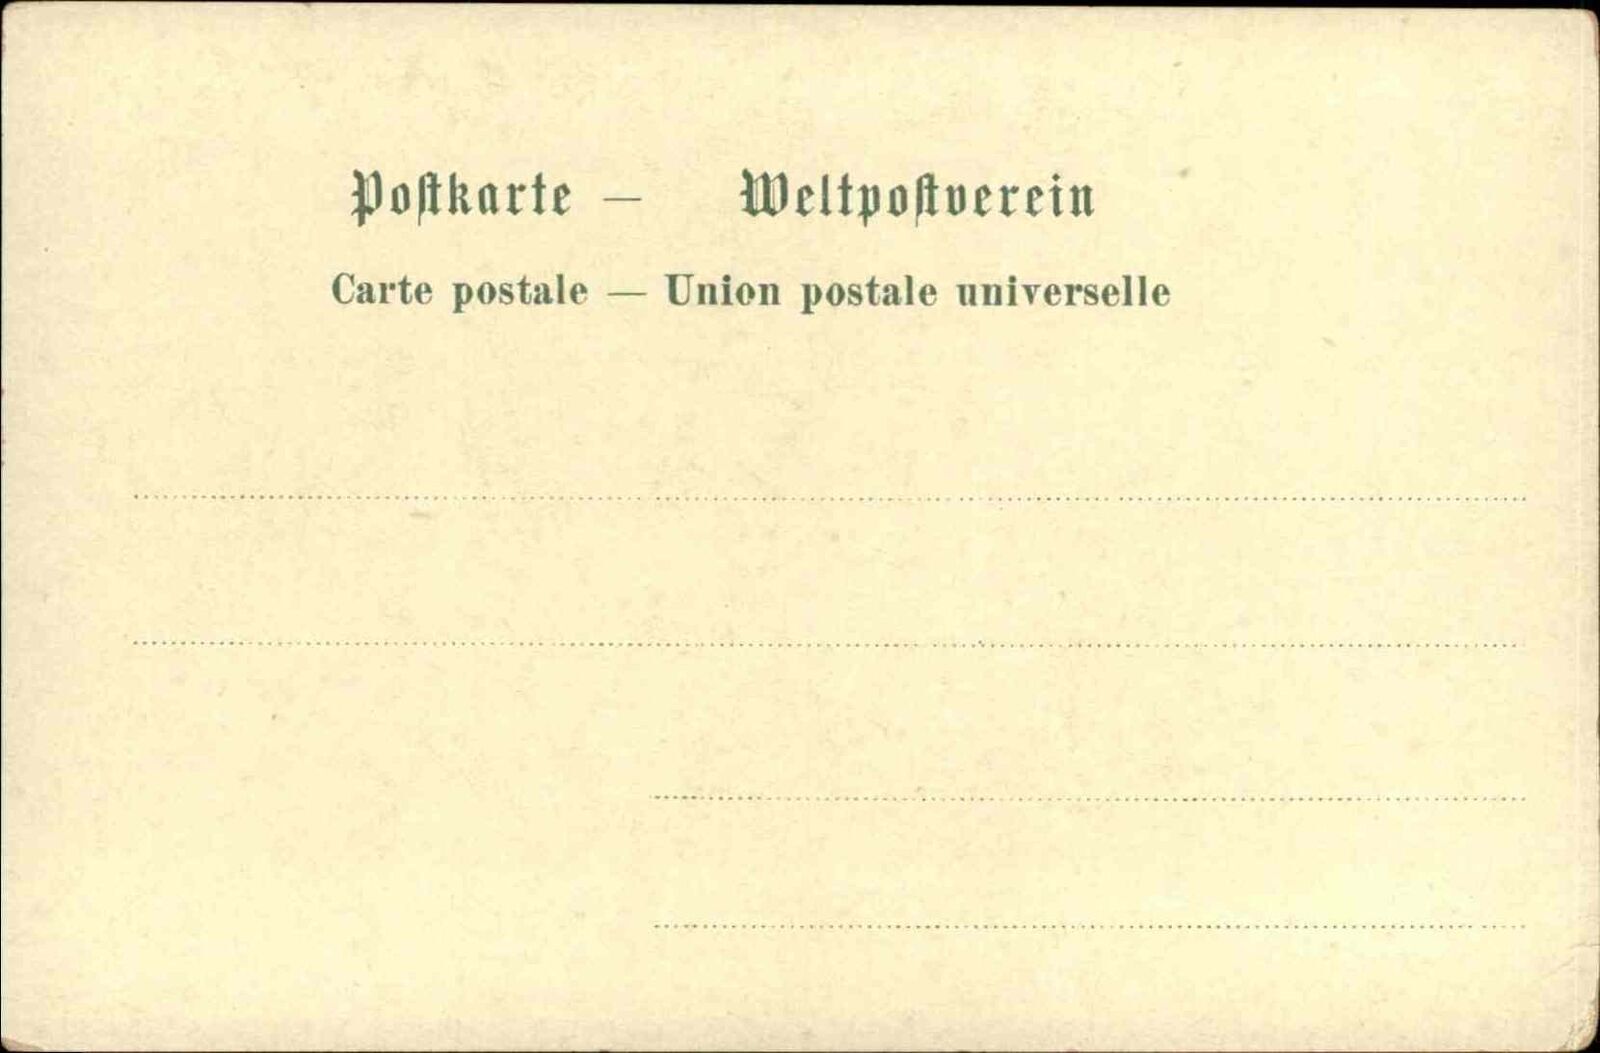 Postkarte — Weltpostverein
Carte postale — Union postale universelle